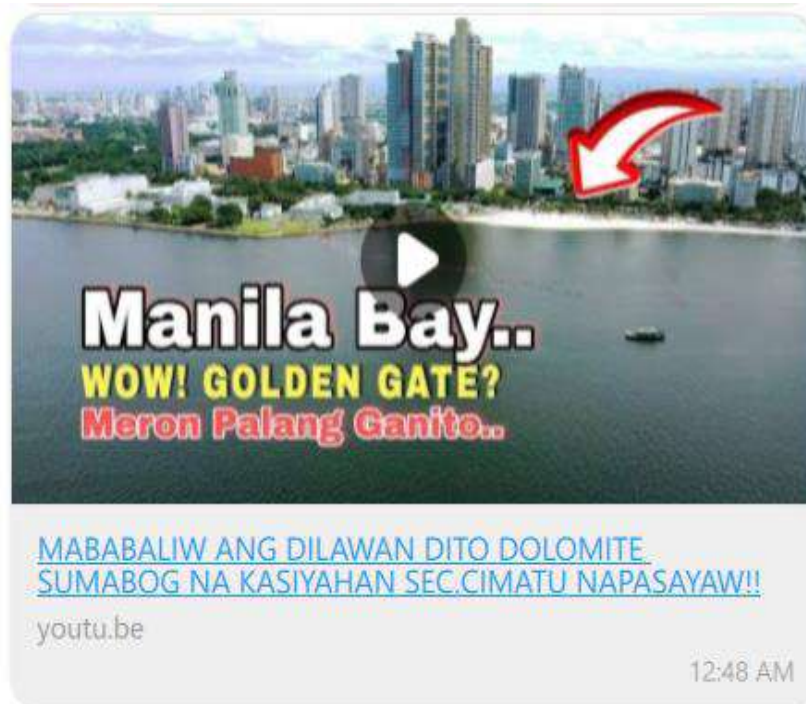 Manila Bay..
WOW! GOLDEN GATE?
Meron Palang Ganito..
MABABALIW ANG DILAWAN DITO DOLOMITE
SUMABOG NA KASIYAHAN SEC.CIMATU NAPASAYAW!!
youtu.be
12:48 AM